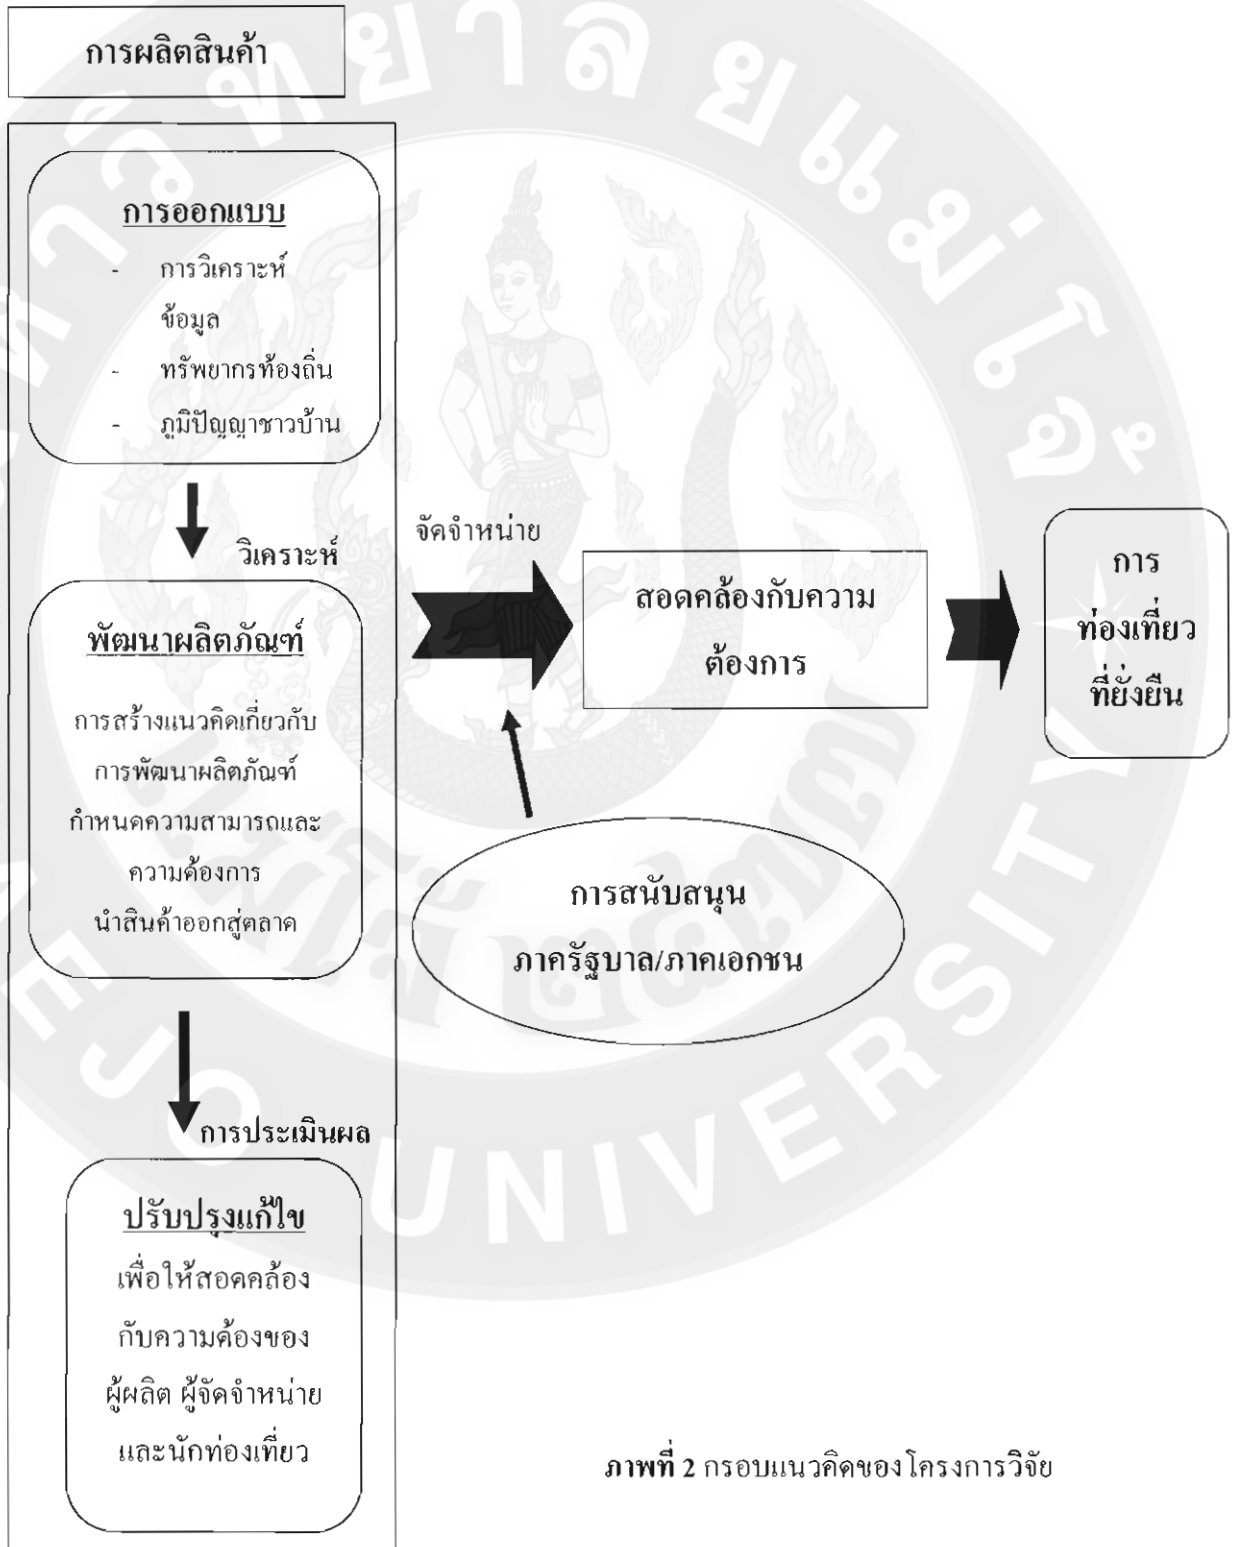 การผลิตสินค้า
การออกแบบ
- การวิเคราะห์
ข้อมูล
- ทรัพยากรท้องถิ่น
- ภูมิปัญญาชาวบ้าน
วิเคราะห์
พัฒนาผลิตภัณฑ์
การสร้างแนวคิดเกี่ยวกับ
การพัฒนาผลิตภัณฑ์
กำหนดความสามารถและ
ความต้องการ
นำสินค้าออกสู่ตลาด
การประเมินผล
ปรับปรุงแก้ไข
เพื่อให้สอดคล้อง
กับความต้องของ
ผู้ผลิต ผู้จัดจำหน่าย
และนักท่องเที่ยว
จัดจำหน่าย
สอดคล้องกับความ
ต้องการ
การ
ท่องเที่ยว
ที่ยั่งยืน
การสนับสนุน
ภาครัฐบาล/ภาคเอกชน
ภาพที่ 2 กรอบแนวคิดของโครงการวิจัย
มหาวิทยาลัยแม่โจ้
MAEJO UNIVERSITY